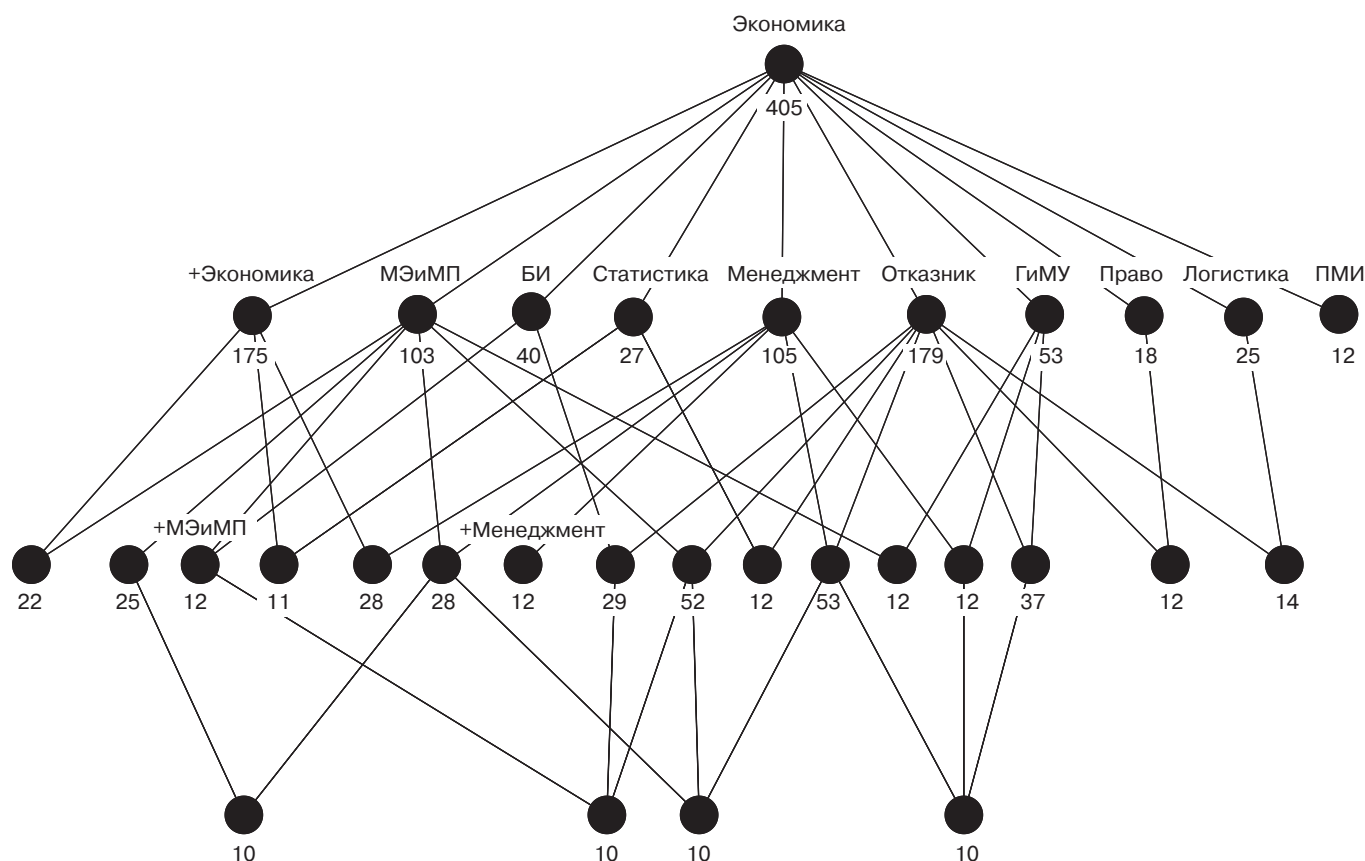 Экономика
405
+Экономика МЭиМП БИ Статистика Менеджмент Отказник ГиМУ Право Логистика ПМИ
175 103 40 27 105 179 53 18 25 12
+МЭиМП +Менеджмент
22 25 12 11 28 28 12 29 52 12 53 12 12 37 12 14
10 10 10 10